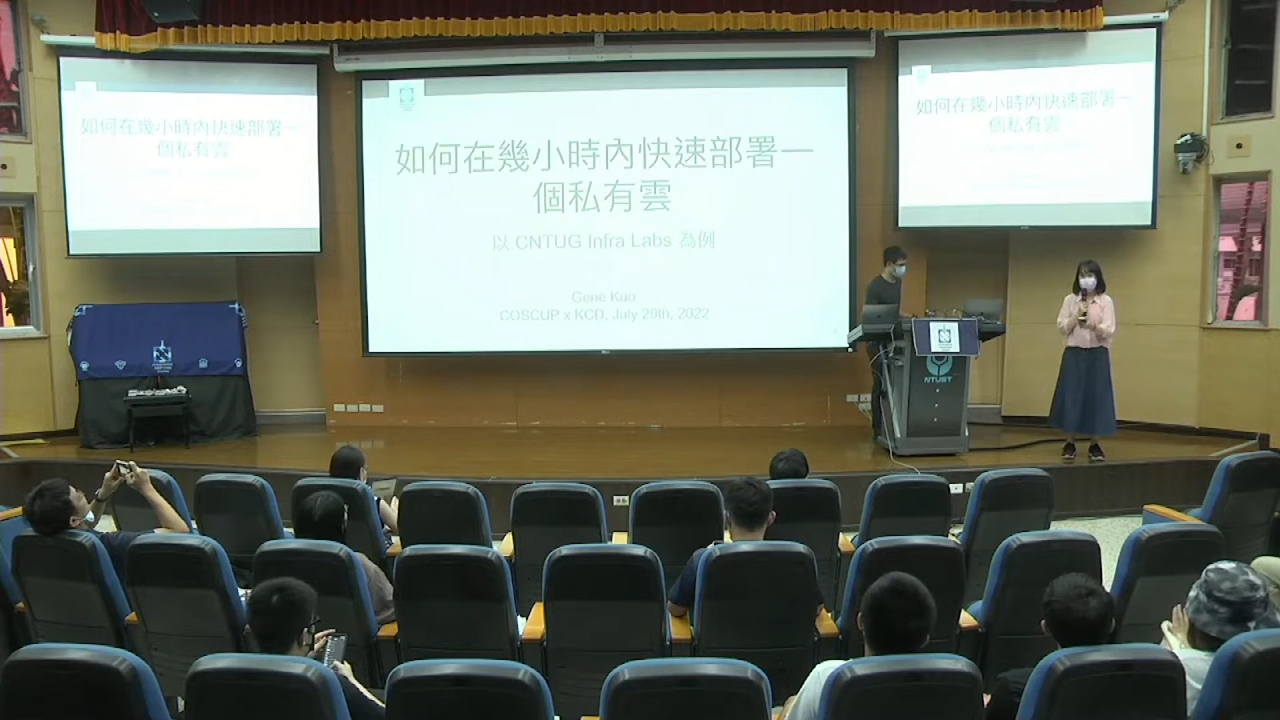 如何在幾小時內快速部署一
個私有雲
如何在幾小時內快速部署一
個私有雲
以 CNTUG Infra Labs 為例
Gene Kuo
COSCUP x KCD, July 20th, 2022
如何在幾小時內快速部署一
個私有雲
NTUST